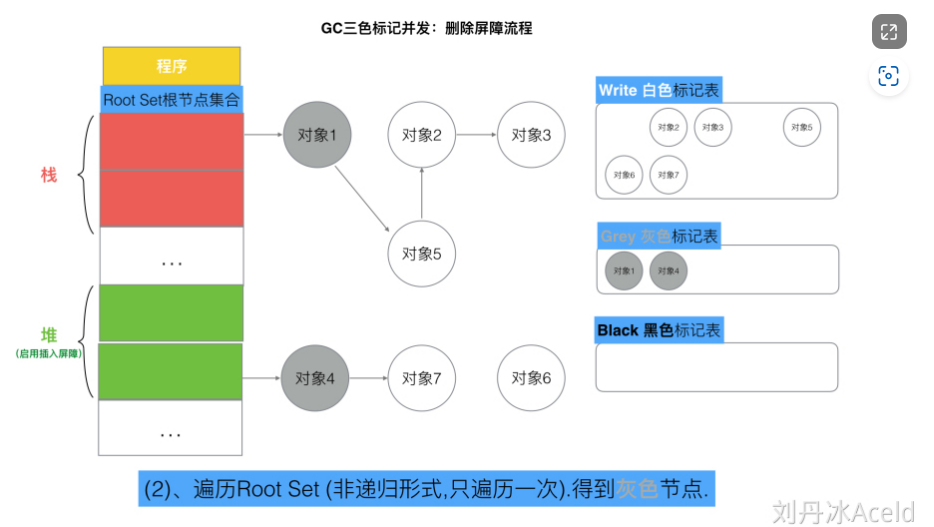 GC三色标记并发：删除屏障流程
程序
Root Set根节点集合
栈
...
堆
(启用插入屏障)
...
对象1
对象2
对象3
对象5
对象4
对象7
对象6
Write 白色标记表
对象2
对象3
对象5
对象6
对象7
Grey 灰色标记表
对象1
对象4
Black 黑色标记表
(2)、遍历Root Set (非递归形式,只遍历一次).得到灰色节点.
刘丹冰Aceld